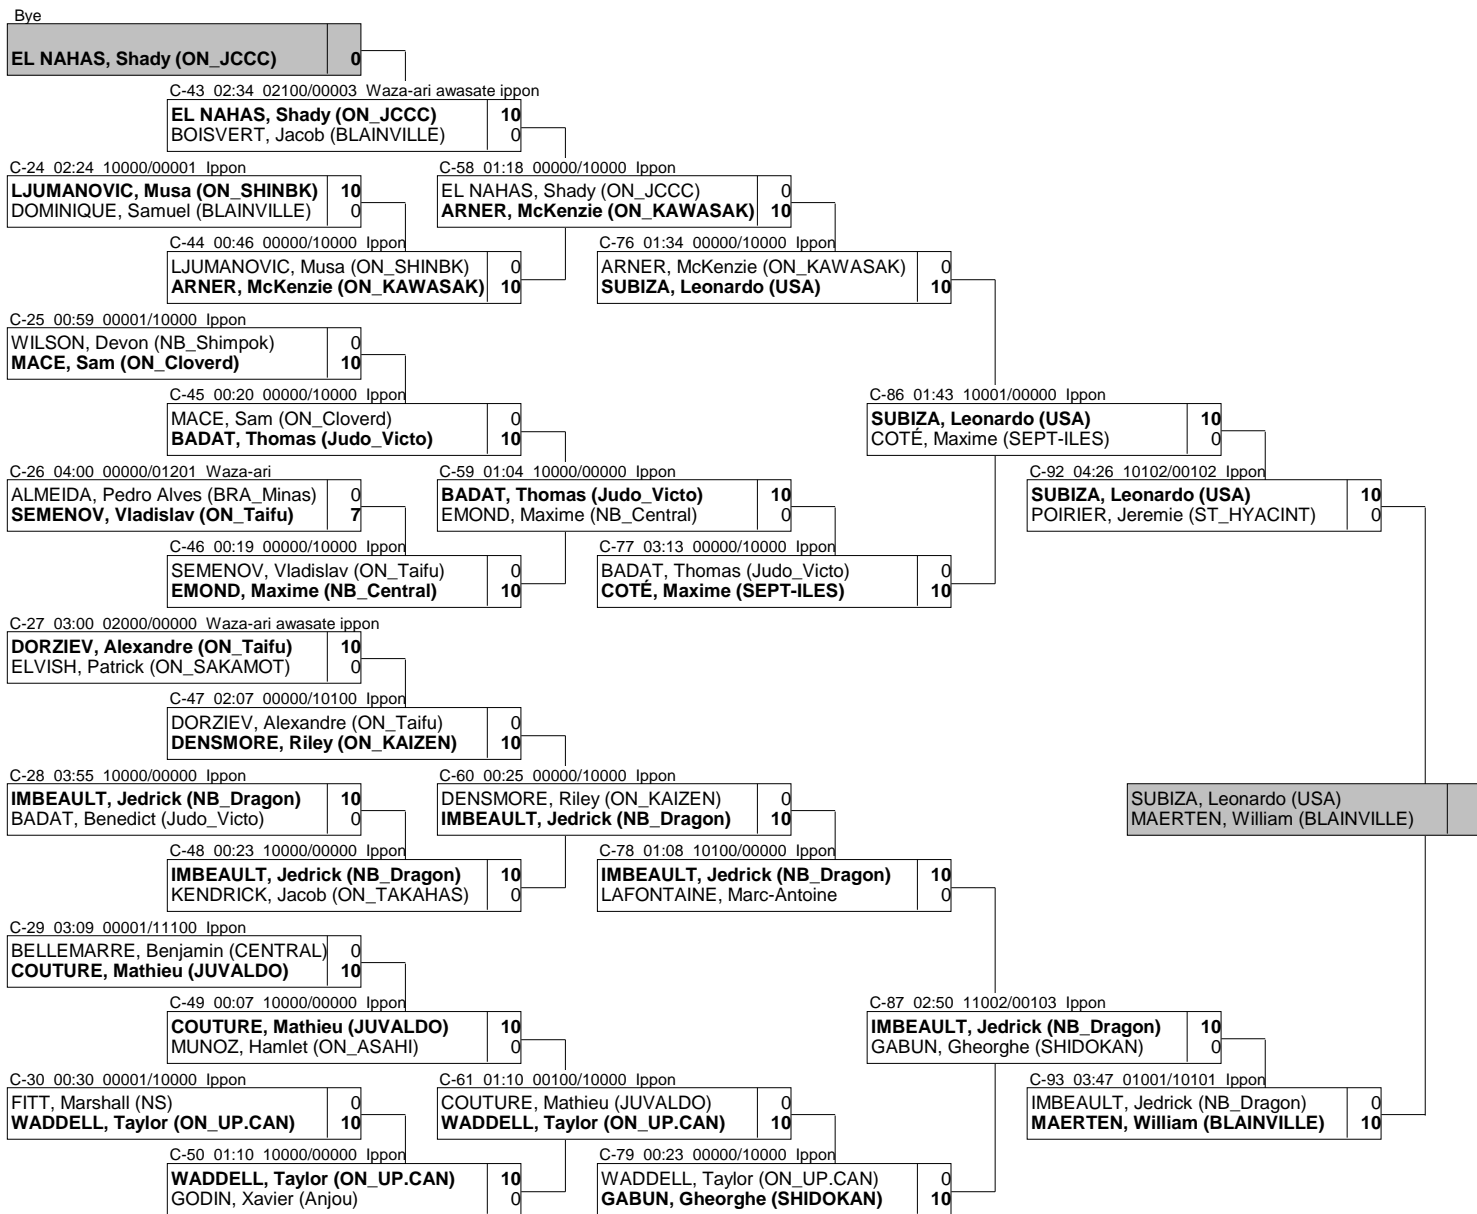 Bye
EL NAHAS, Shady (ON_JCCC) 0
C-43 02:34 02100/00003 Waza-ari awasate ippon
EL NAHAS, Shady (ON_JCCC) 10
BOISVERT, Jacob (BLAINVILLE) 0
C-24 02:24 10000/00001 Ippon
LJUMANOVIC, Musa (ON_SHINBK) 10
DOMINIQUE, Samuel (BLAINVILLE) 0
C-58 01:18 00000/10000 Ippon
EL NAHAS, Shady (ON_JCCC) 0
ARNER, McKenzie (ON_KAWASAK) 10
C-44 00:46 00000/10000 Ippon
LJUMANOVIC, Musa (ON_SHINBK) 0
ARNER, McKenzie (ON_KAWASAK) 10
C-76 01:34 00000/10000 Ippon
ARNER, McKenzie (ON_KAWASAK) 0
SUBIZA, Leonardo (USA) 10
C-25 00:59 00001/10000 Ippon
WILSON, Devon (NB_Shimpok) 0
MACE, Sam (ON_Cloverd) 10
C-45 00:20 00000/10000 Ippon
MACE, Sam (ON_Cloverd) 0
BADAT, Thomas (Judo_Victo) 10
C-86 01:43 10001/00000 Ippon
SUBIZA, Leonardo (USA) 10
COTÉ, Maxime (SEPT-ILES) 0
C-26 04:00 00000/01201 Waza-ari
ALMEIDA, Pedro Alves (BRA_Minas) 0
SEMENOV, Vladislav (ON_Taifu) 7
C-59 01:04 10000/00000 Ippon
BADAT, Thomas (Judo_Victo) 10
EMOND, Maxime (NB_Central) 0
C-92 04:26 10102/00102 Ippon
SUBIZA, Leonardo (USA) 10
POIRIER, Jeremie (ST_HYACINT) 0
C-46 00:19 00000/10000 Ippon
SEMENOV, Vladislav (ON_Taifu) 0
EMOND, Maxime (NB_Central) 10
C-77 03:13 00000/10000 Ippon
BADAT, Thomas (Judo_Victo) 0
COTÉ, Maxime (SEPT-ILES) 10
C-27 03:00 02000/00000 Waza-ari awasate ippon
DORZIEV, Alexandre (ON_Taifu) 10
ELVISH, Patrick (ON_SAKAMOT) 0
C-47 02:07 00000/10100 Ippon
DORZIEV, Alexandre (ON_Taifu) 0
DENSMORE, Riley (ON_KAIZEN) 10
C-28 03:55 10000/00000 Ippon
IMBEAULT, Jedrick (NB_Dragon) 10
BADAT, Benedict (Judo_Victo) 0
C-60 00:25 00000/10000 Ippon
DENSMORE, Riley (ON_KAIZEN) 0
IMBEAULT, Jedrick (NB_Dragon) 10
SUBIZA, Leonardo (USA)
MAERTEN, William (BLAINVILLE)
C-48 00:23 10000/00000 Ippon
IMBEAULT, Jedrick (NB_Dragon) 10
KENDRICK, Jacob (ON_TAKAHAS) 0
C-78 01:08 10100/00000 Ippon
IMBEAULT, Jedrick (NB_Dragon) 10
LAFONTAINE, Marc-Antoine 0
C-29 03:09 00001/11100 Ippon
BELLEMARRE, Benjamin (CENTRAL) 0
COUTURE, Mathieu (JUVALDO) 10
C-49 00:07 10000/00000 Ippon
COUTURE, Mathieu (JUVALDO) 10
MUNOZ, Hamlet (ON_ASAHI) 0
C-87 02:50 11002/00103 Ippon
IMBEAULT, Jedrick (NB_Dragon) 10
GABUN, Gheorghe (SHIDOKAN) 0
C-30 00:30 00001/10000 Ippon
FITT, Marshall (NS) 0
WADDELL, Taylor (ON_UP.CAN) 10
C-61 01:10 00100/10000 Ippon
COUTURE, Mathieu (JUVALDO) 0
WADDELL, Taylor (ON_UP.CAN) 10
C-93 03:47 01001/10101 Ippon
IMBEAULT, Jedrick (NB_Dragon) 0
MAERTEN, William (BLAINVILLE) 10
C-50 01:10 10000/00000 Ippon
WADDELL, Taylor (ON_UP.CAN) 10
GODIN, Xavier (Anjou) 0
C-79 00:23 00000/10000 Ippon
WADDELL, Taylor (ON_UP.CAN) 0
GABUN, Gheorghe (SHIDOKAN) 10